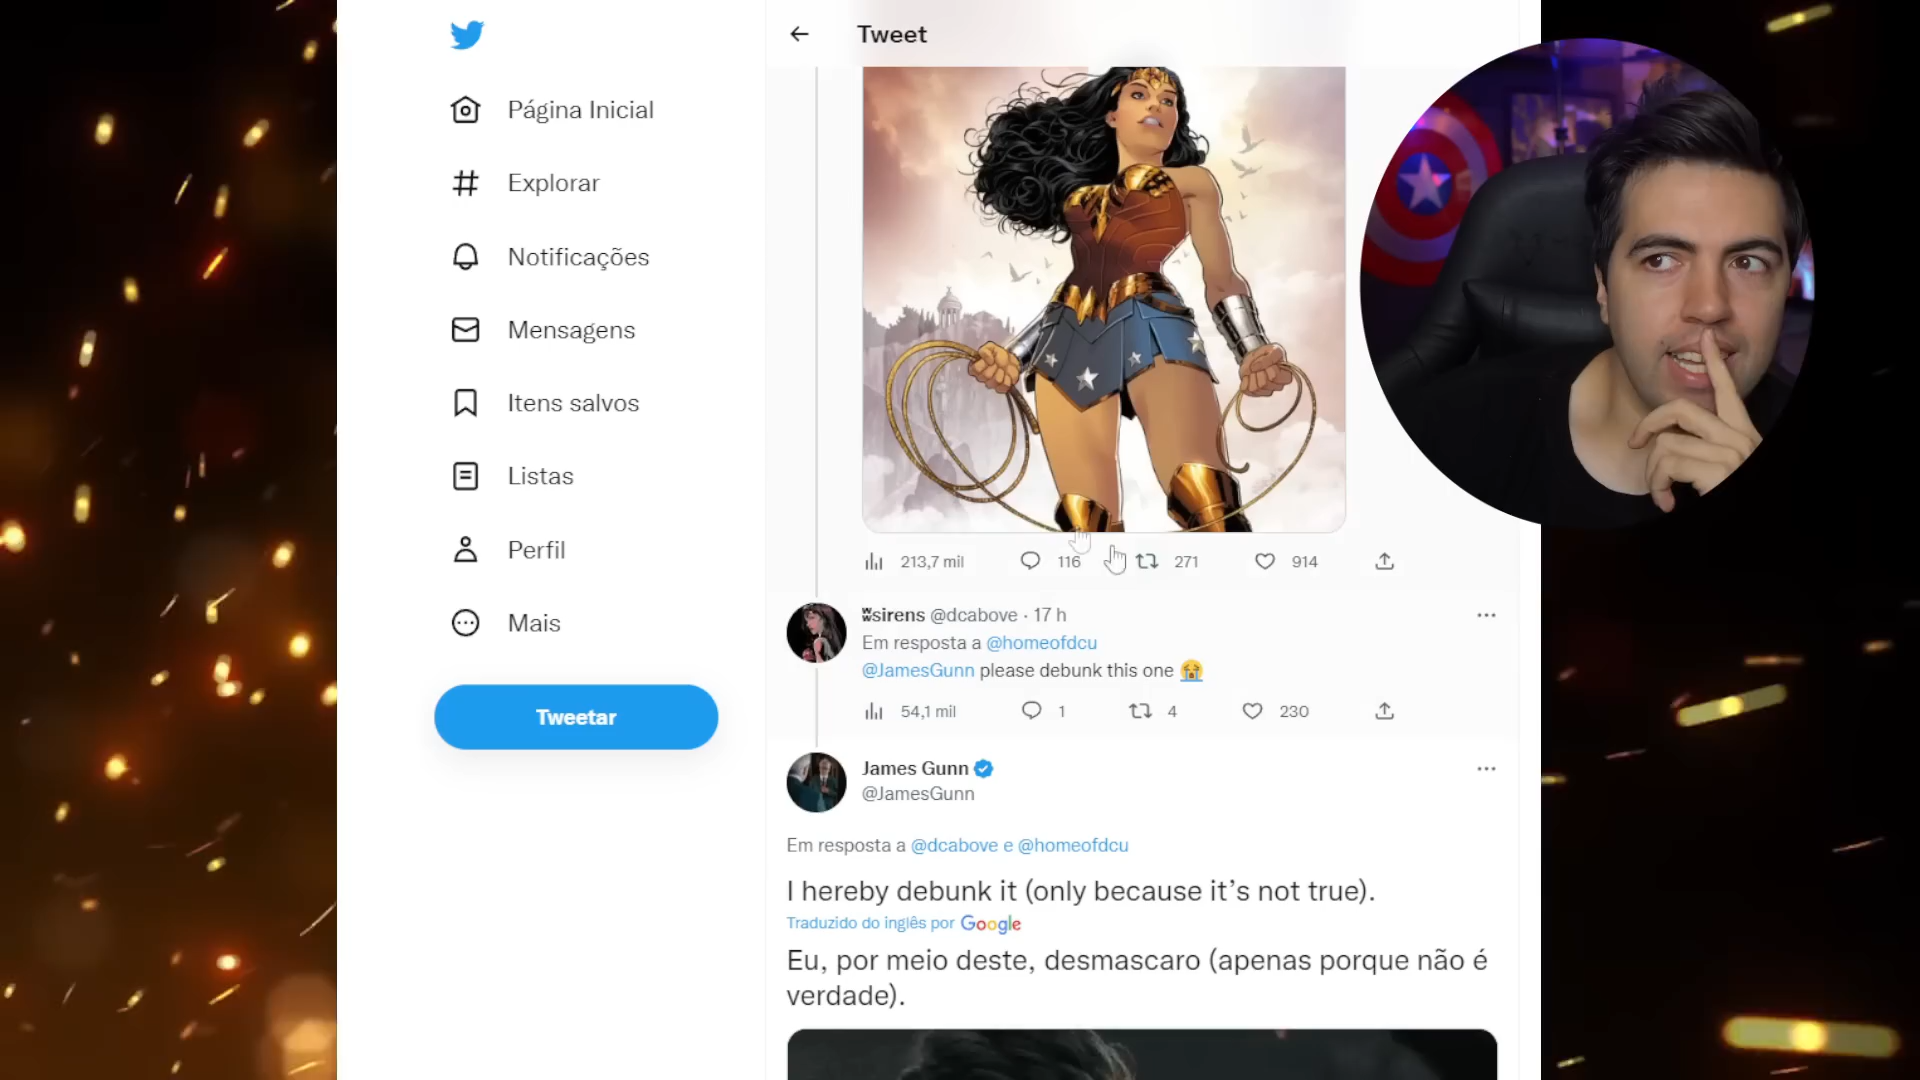 Tweet
Página Inicial
Explorar
Notificações
Mensagens
Itens salvos
Listas
Perfil
Mais
Tweetar
213,7 mil 116 271 914
sirens @dcabove · 17 h
Em resposta a @homeofdcu
@JamesGunn please debunk this one 😭
54,1 mil 1 4 230
James Gunn
@JamesGunn
Em resposta a @dcabove e @homeofdcu
I hereby debunk it (only because it’s not true).
Traduzido do inglês por Google
Eu, por meio deste, desmascaro (apenas porque não é
verdade).